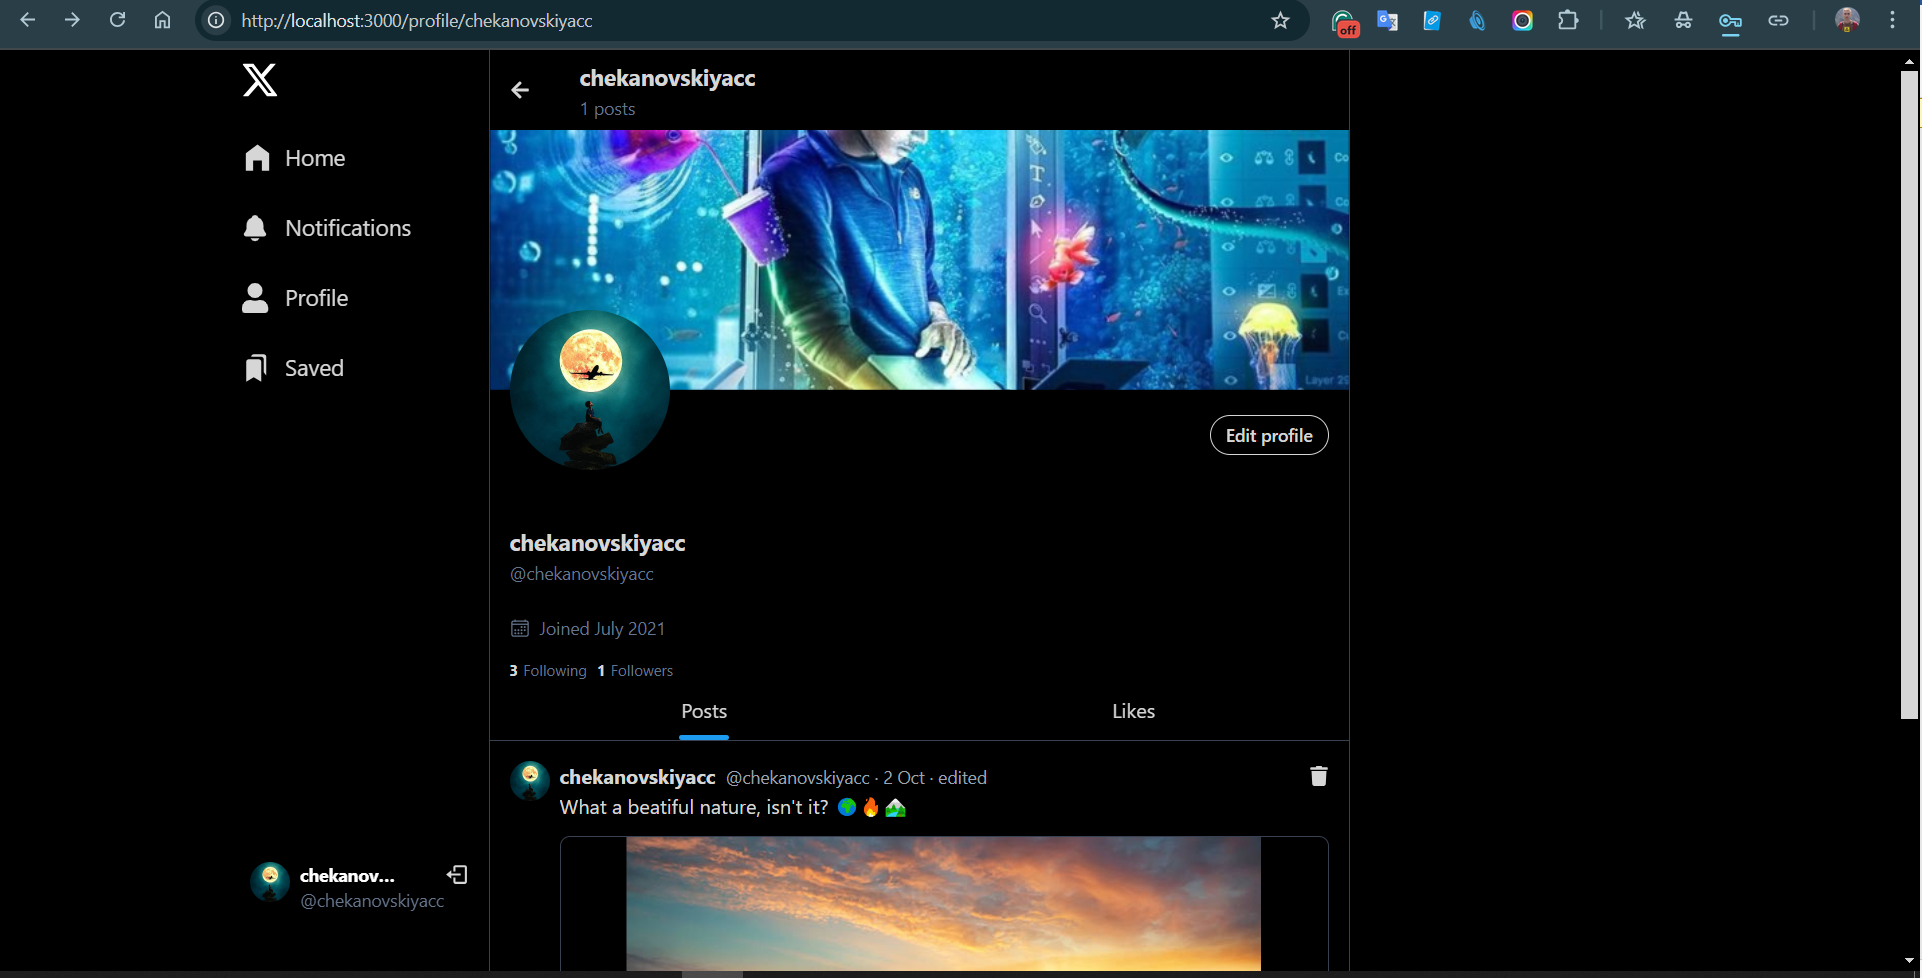 http://localhost:3000/profile/chekanovskiyacc
off
chekanovskiyacc
1 posts
Home
Notifications
Profile
Saved
T
Layer
Edit profile
chekanovskiyacc
@chekanovskiyacc
Joined July 2021
3 Following 1 Followers
Posts Likes
chekanovskiyacc @chekanovskiyacc · 2 Oct · edited
What a beatiful nature, isn't it? 🌍🔥🏞️
chekanov...
@chekanovskiyacc